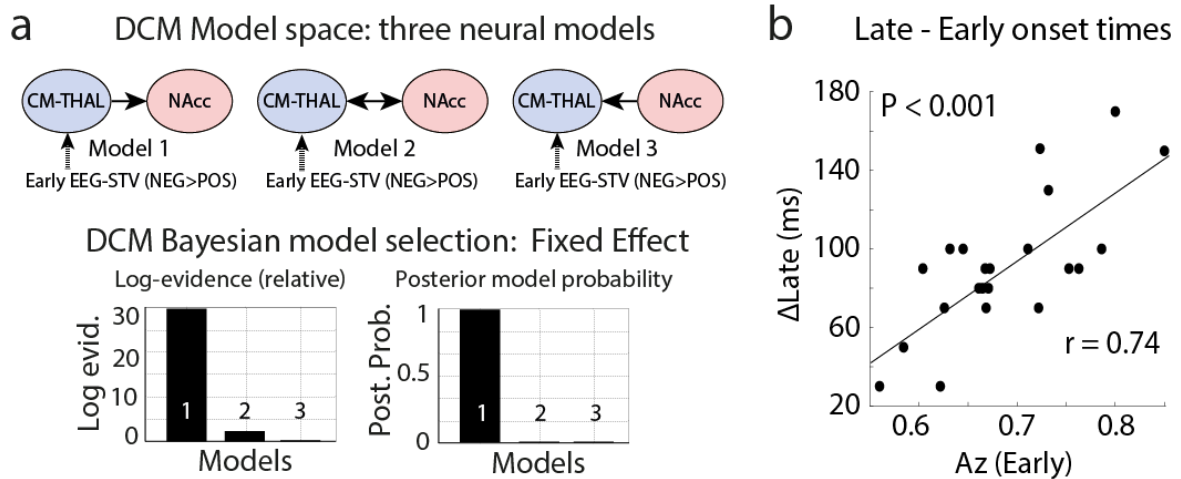 a
DCM Model space: three neural models
CM-THAL NAcc CM-THAL NAcc CM-THAL NAcc
Model 1 Model 2 Model 3
Early EEG-STV (NEG>POS) Early EEG-STV (NEG>POS) Early EEG-STV (NEG>POS)
DCM Bayesian model selection: Fixed Effect
Log-evidence (relative) Posterior model probability
Log evid.
30
20
10
0
1 2 3
Models
Post. Prob.
1
0.5
0
1 2 3
Models
b
Late - Early onset times
P < 0.001
r = 0.74
ΔLate (ms)
180
140
100
60
20
0.6 0.7 0.8
Az (Early)